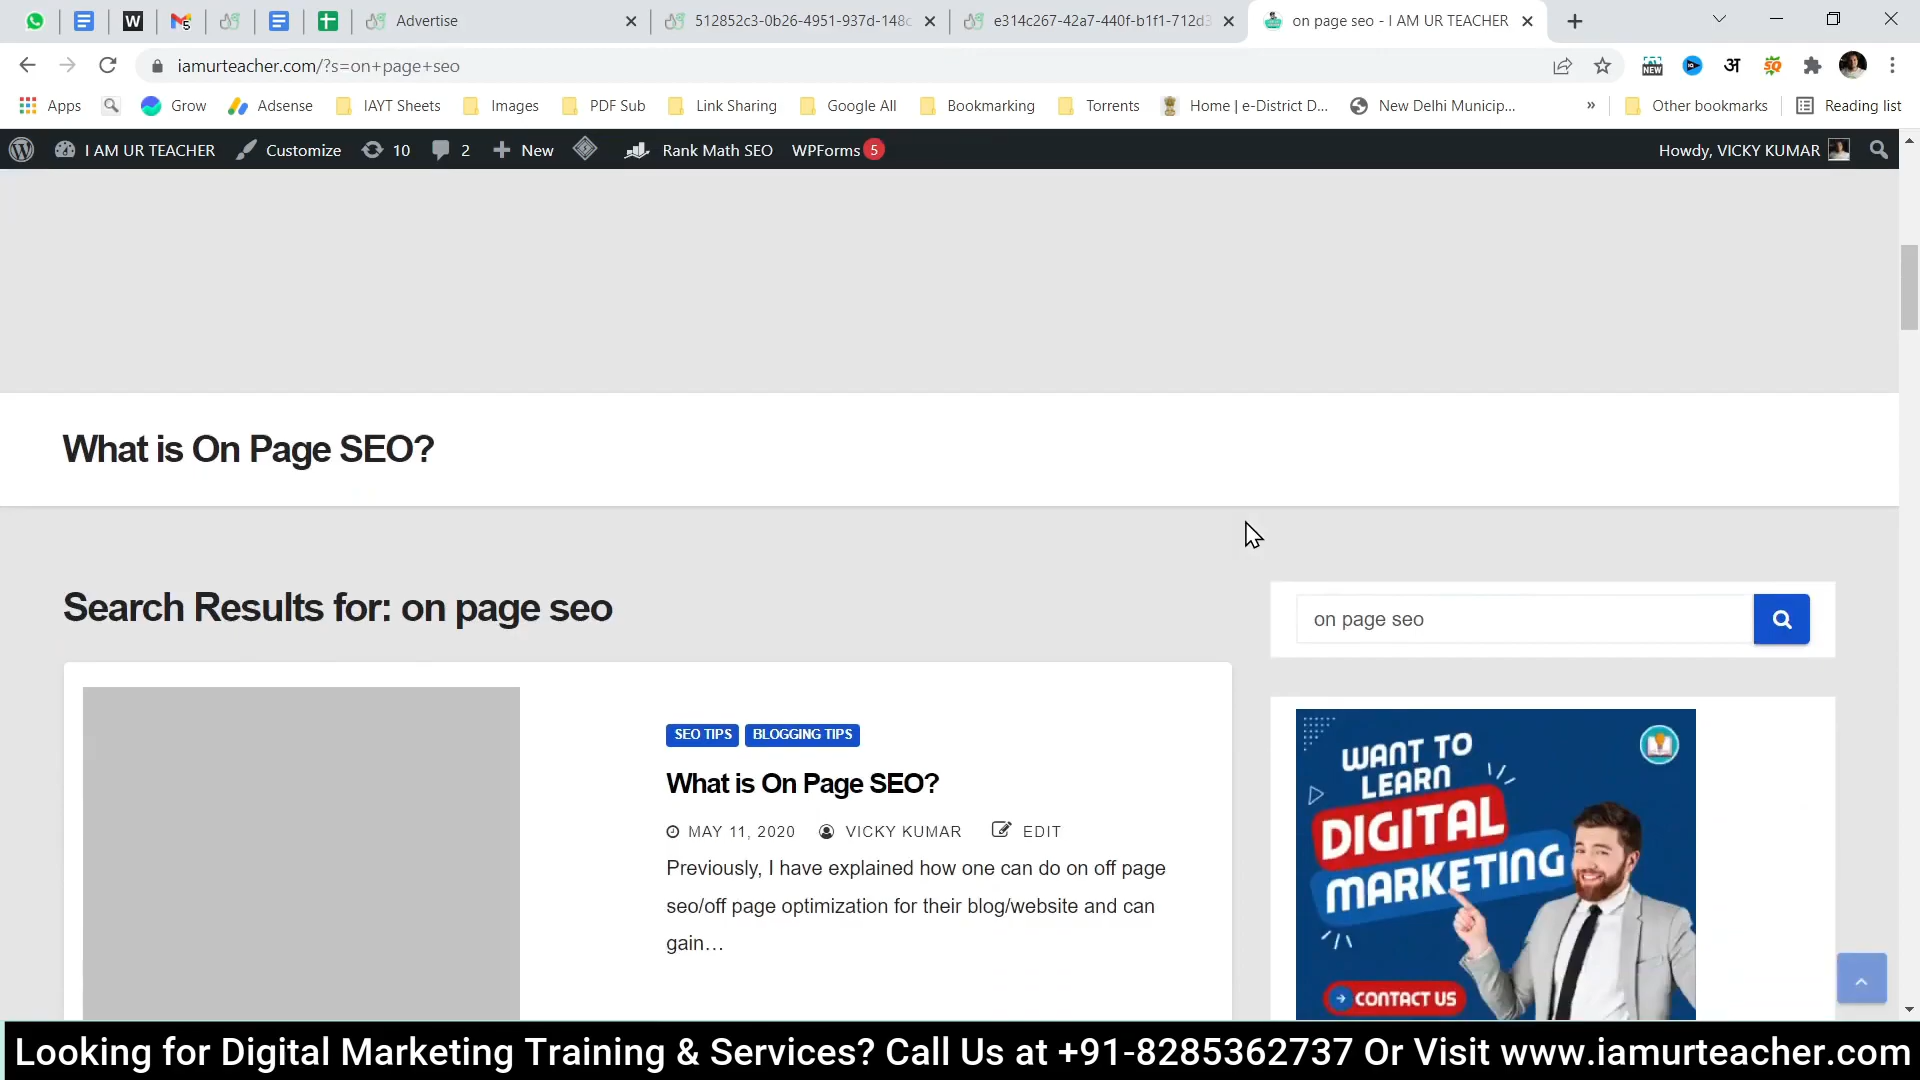 Advertise
512852c3-0b26-4951-937d-148c
e314c267-42a7-440f-b1f1-712d3
on page seo - I AM UR TEACHER
iamurteacher.com/?s=on+page+seo
NEW
अ
SQ
Apps
Grow
Adsense
IAYT Sheets
Images
PDF Sub
Link Sharing
Google All
Bookmarking
Torrents
Home | e-District D...
New Delhi Municip...
»
Other bookmarks
Reading list
I AM UR TEACHER
Customize
10
2
New
Rank Math SEO
WPForms 5
Howdy, VICKY KUMAR
What is On Page SEO?
Search Results for: on page seo
on page seo
SEO TIPS BLOGGING TIPS
What is On Page SEO?
MAY 11, 2020 VICKY KUMAR EDIT
Previously, I have explained how one can do on off page
seo/off page optimization for their blog/website and can
gain…
WANT TO
LEARN
DIGITAL
MARKETING
CONTACT US
Looking for Digital Marketing Training & Services? Call Us at +91-8285362737 Or Visit www.iamurteacher.com